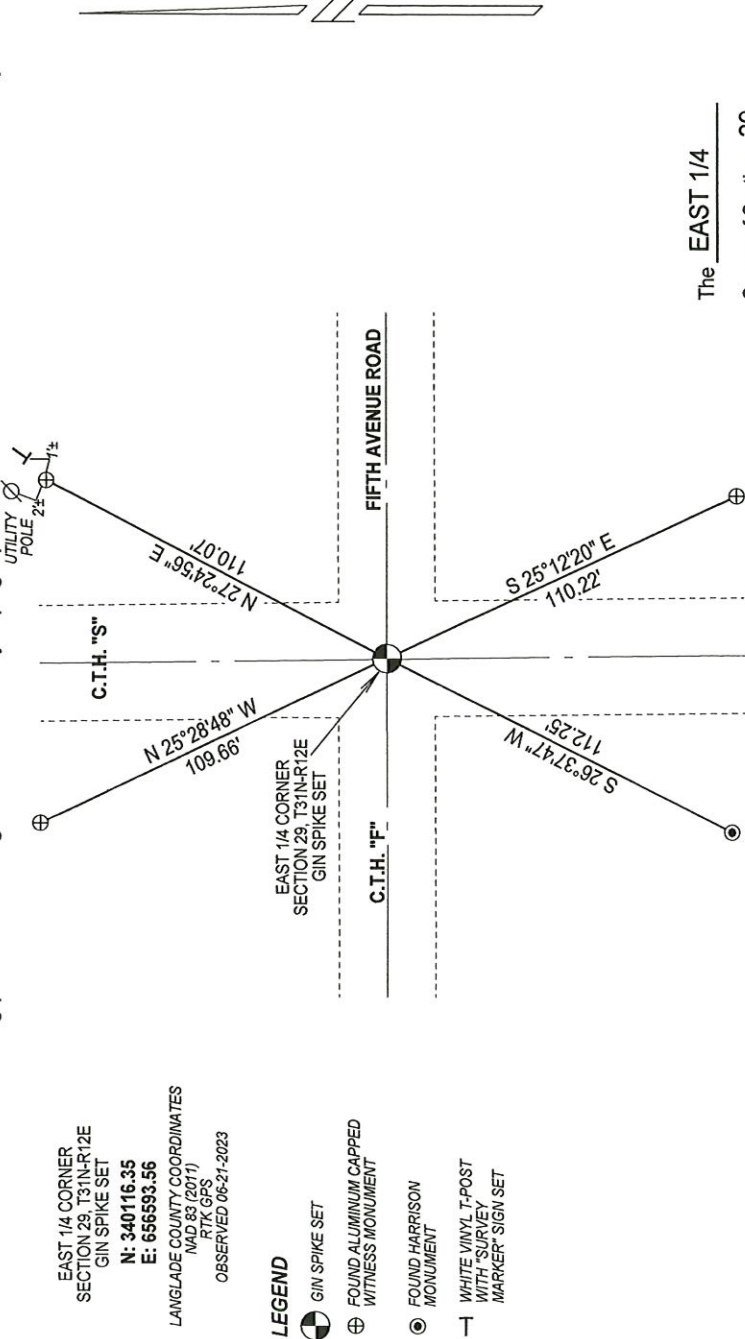 EAST 1/4 CORNER
SECTION 29, T31N-R12E
GIN SPIKE SET
N: 340116.35
E: 656593.56
LANGLADE COUNTY COORDINATES
NAD 83 (2011)
RTK GPS
OBSERVED 06-21-2023
LEGEND
GIN SPIKE SET
FOUND ALUMINUM CAPPED
WITNESS MONUMENT
FOUND HARRISON
MONUMENT
WHITE VINYL T-POST
WITH "SURVEY
MARKER" SIGN SET
UTILITY
POLE
2'±
1'±
C.T.H. "S"
N 25°28'48" W
109.66'
N 27°24'56" E
110.07'
EAST 1/4 CORNER
SECTION 29, T31N-R12E
GIN SPIKE SET
C.T.H. "F"
FIFTH AVENUE ROAD
S 26°37'47" W
112.25'
S 25°12'20" E
110.22'
The EAST 1/4